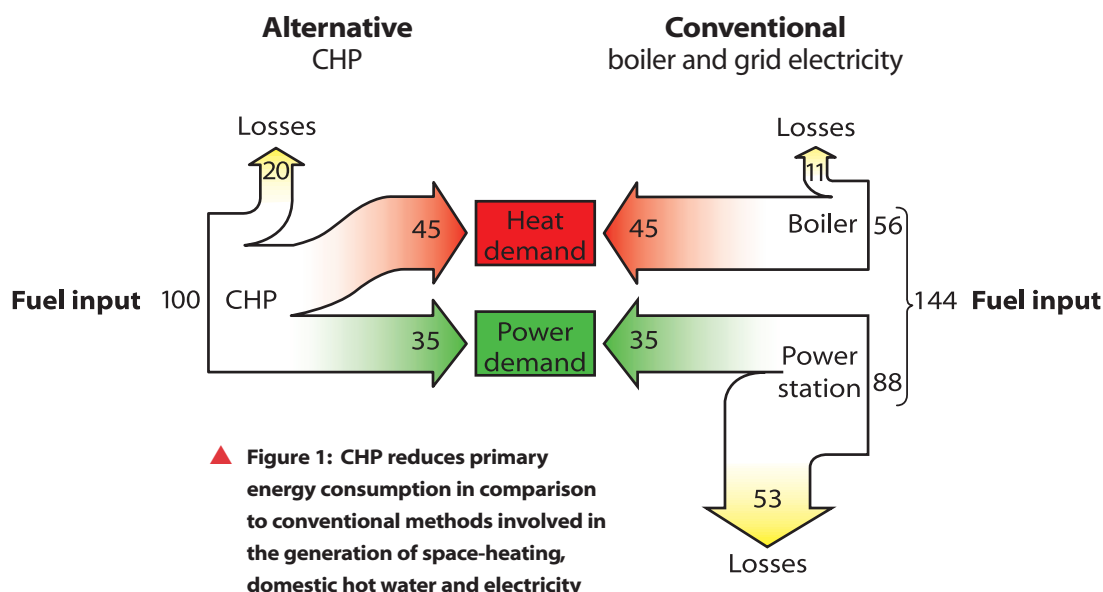 Alternative
CHP
Conventional
boiler and grid electricity
Losses
20
Losses
11
45
Heat
demand
45
Boiler
56
Fuel input
100
CHP
144
Fuel input
35
Power
demand
35
Power
station
88
53
Losses
Figure 1: CHP reduces primary
energy consumption in comparison
to conventional methods involved in
the generation of space-heating,
domestic hot water and electricity